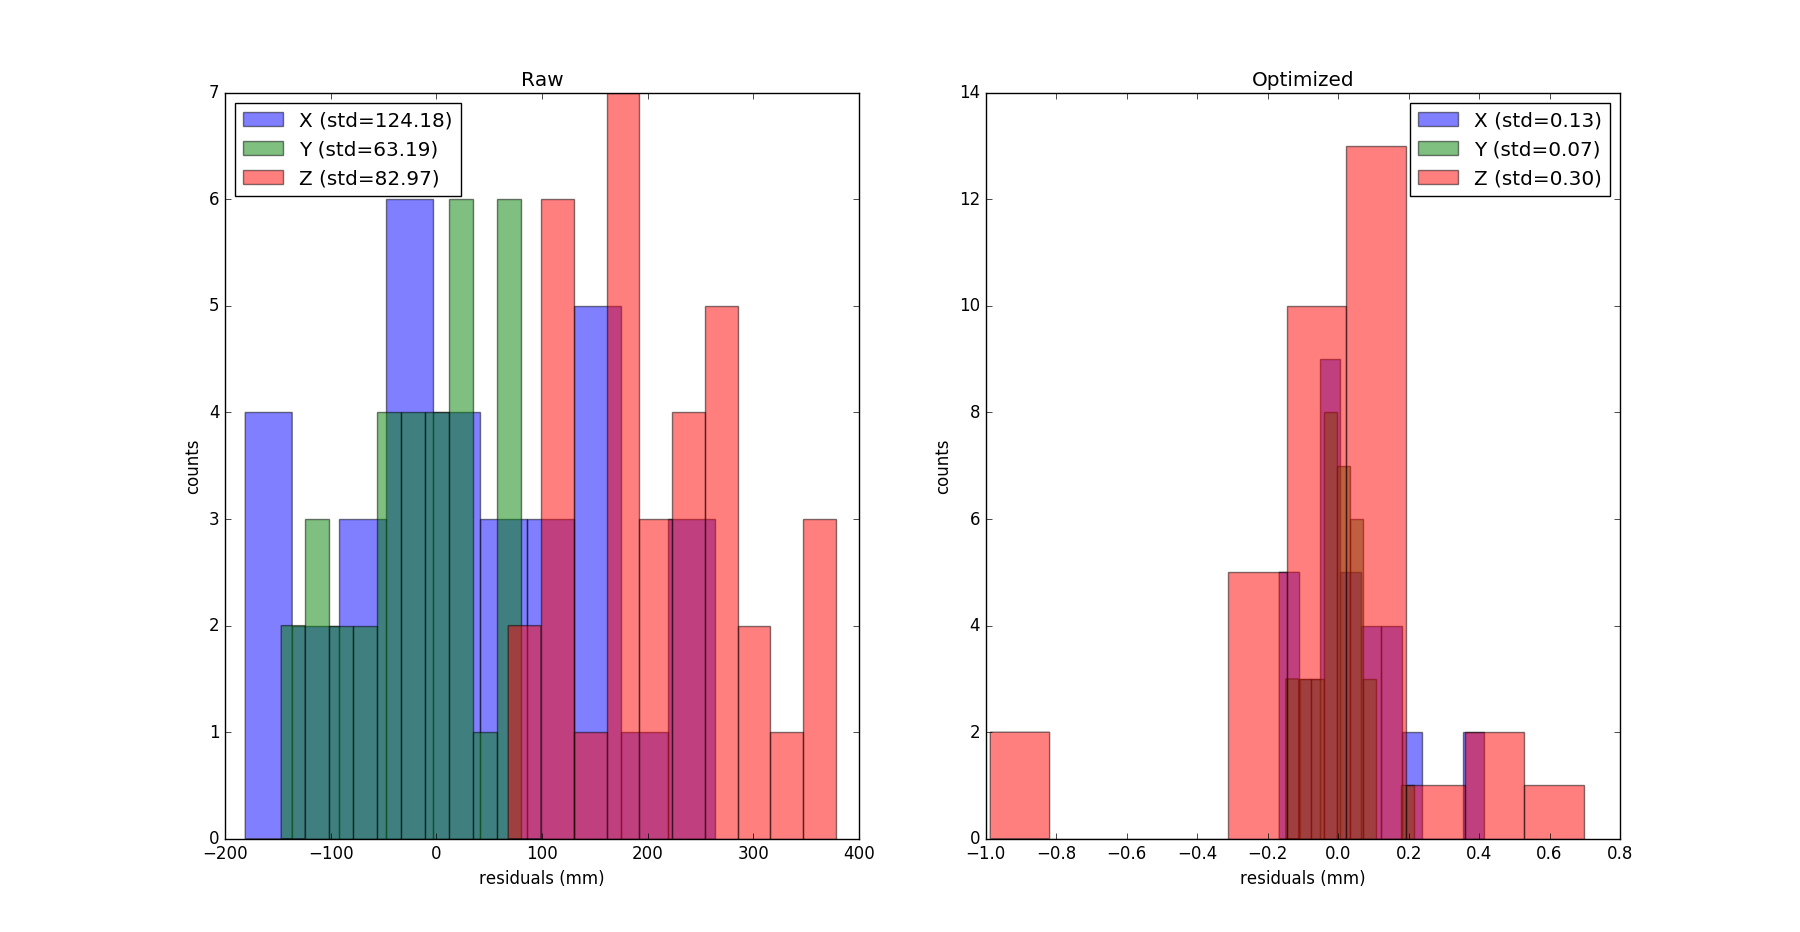 Raw
7
6
5
4
3
2
1
0
counts
X (std=124.18)
Y (std=63.19)
Z (std=82.97)
−200 −100 0 100 200 300 400
residuals (mm)
Optimized
14
12
10
8
6
4
2
0
counts
X (std=0.13)
Y (std=0.07)
Z (std=0.30)
−1.0 −0.8 −0.6 −0.4 −0.2 0.0 0.2 0.4 0.6 0.8
residuals (mm)